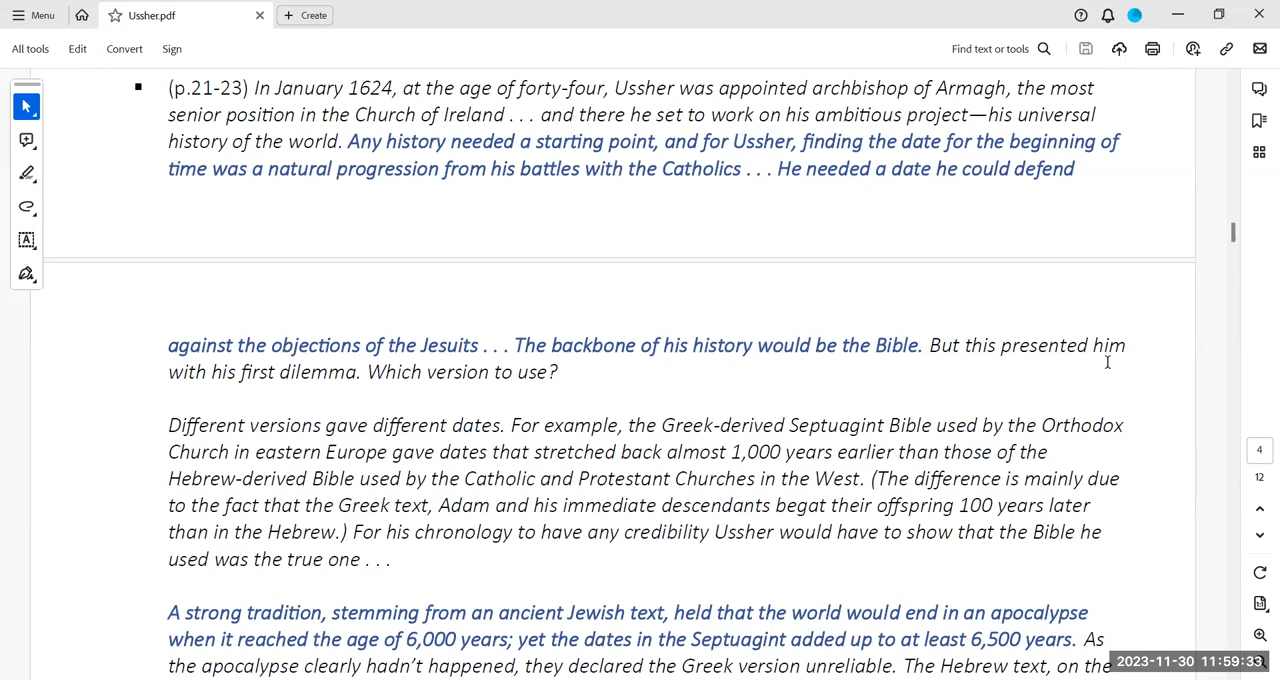 Menu
Ussher.pdf
Create
All tools
Edit
Convert
Sign
Find text or tools
▪ (p.21-23) In January 1624, at the age of forty-four, Ussher was appointed archbishop of Armagh, the most
senior position in the Church of Ireland . . . and there he set to work on his ambitious project—his universal
history of the world. Any history needed a starting point, and for Ussher, finding the date for the beginning of
time was a natural progression from his battles with the Catholics . . . He needed a date he could defend
against the objections of the Jesuits . . . The backbone of his history would be the Bible. But this presented him
with his first dilemma. Which version to use?
Different versions gave different dates. For example, the Greek-derived Septuagint Bible used by the Orthodox
Church in eastern Europe gave dates that stretched back almost 1,000 years earlier than those of the
Hebrew-derived Bible used by the Catholic and Protestant Churches in the West. (The difference is mainly due
to the fact that the Greek text, Adam and his immediate descendants begat their offspring 100 years later
than in the Hebrew.) For his chronology to have any credibility Ussher would have to show that the Bible he
used was the true one . . .
A strong tradition, stemming from an ancient Jewish text, held that the world would end in an apocalypse
when it reached the age of 6,000 years; yet the dates in the Septuagint added up to at least 6,500 years. As
the apocalypse clearly hadn't happened, they declared the Greek version unreliable. The Hebrew text, on the
4
12
2023-11-30 11:59:33